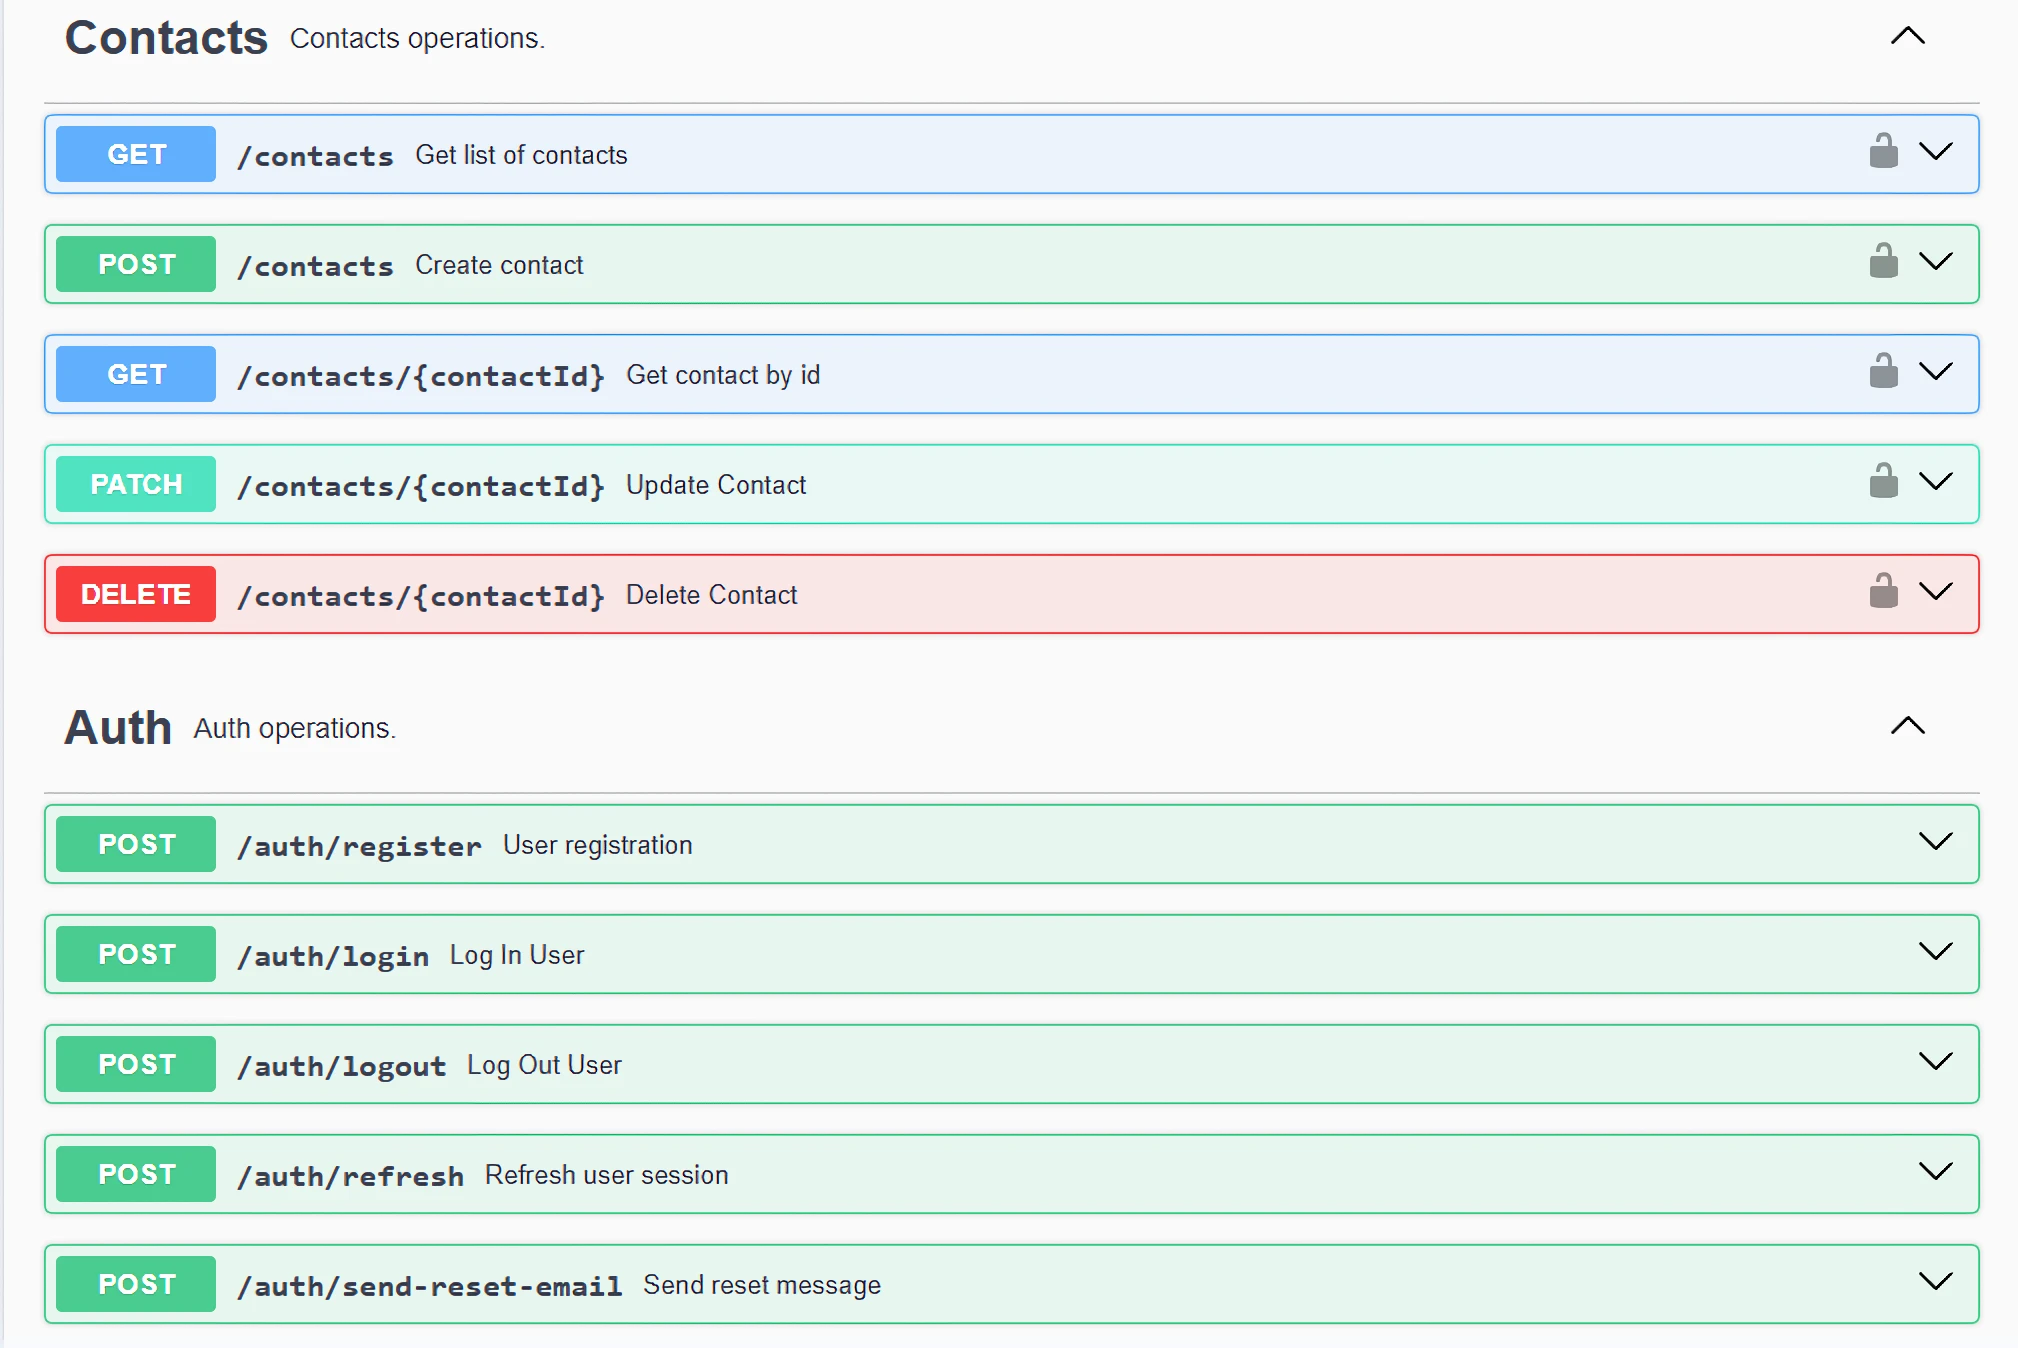 Contacts Contacts operations.
GET /contacts Get list of contacts
POST /contacts Create contact
GET /contacts/{contactId} Get contact by id
PATCH /contacts/{contactId} Update Contact
DELETE /contacts/{contactId} Delete Contact
Auth Auth operations.
POST /auth/register User registration
POST /auth/login Log In User
POST /auth/logout Log Out User
POST /auth/refresh Refresh user session
POST /auth/send-reset-email Send reset message